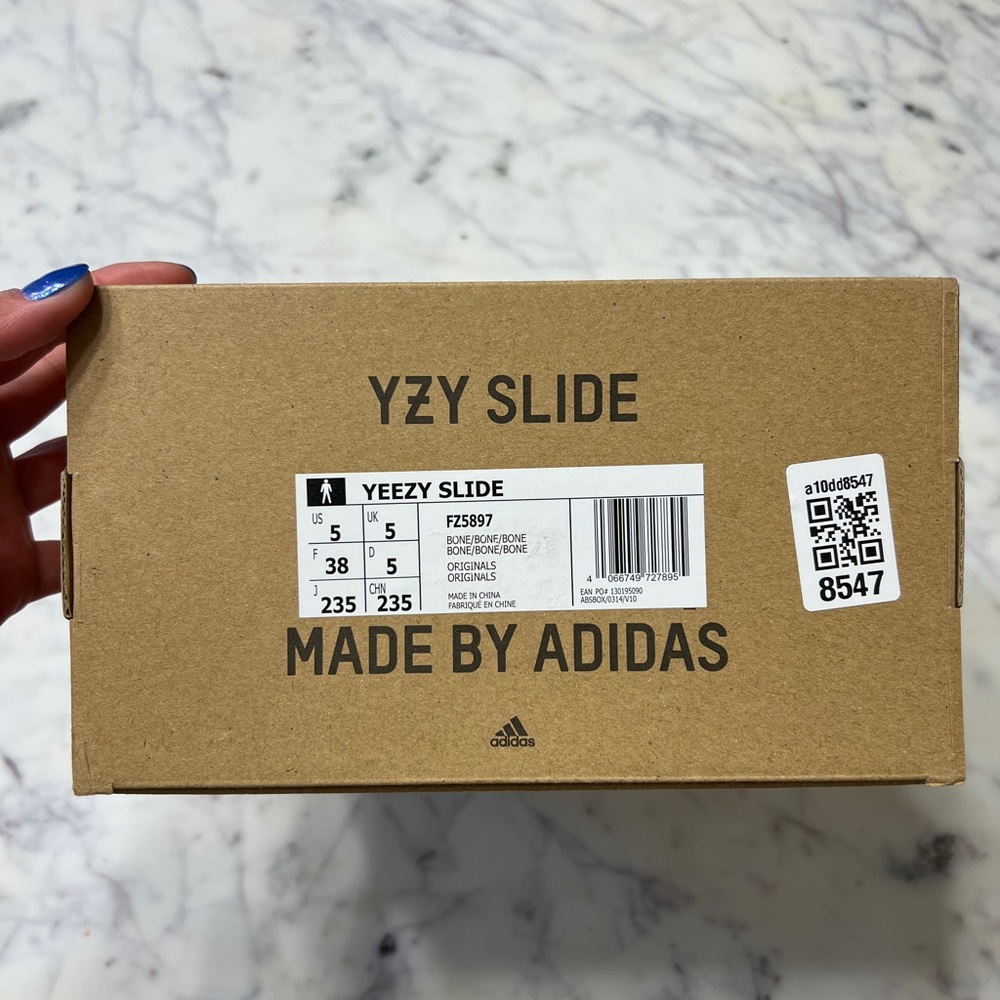 YZY SLIDE
YEEZY SLIDE
US 5 UK 5
F 38 D 5
J 235 CHN 235
FZ5897
BONE/BONE/BONE
BONE/BONE/BONE
ORIGINALS
ORIGINALS
MADE IN CHINA
FABRIQUÉ EN CHINE
4 066749 727895
EAN PO# 130195090
ABSBOX/0314/V10
a10dd8547
8547
MADE BY ADIDAS
adidas